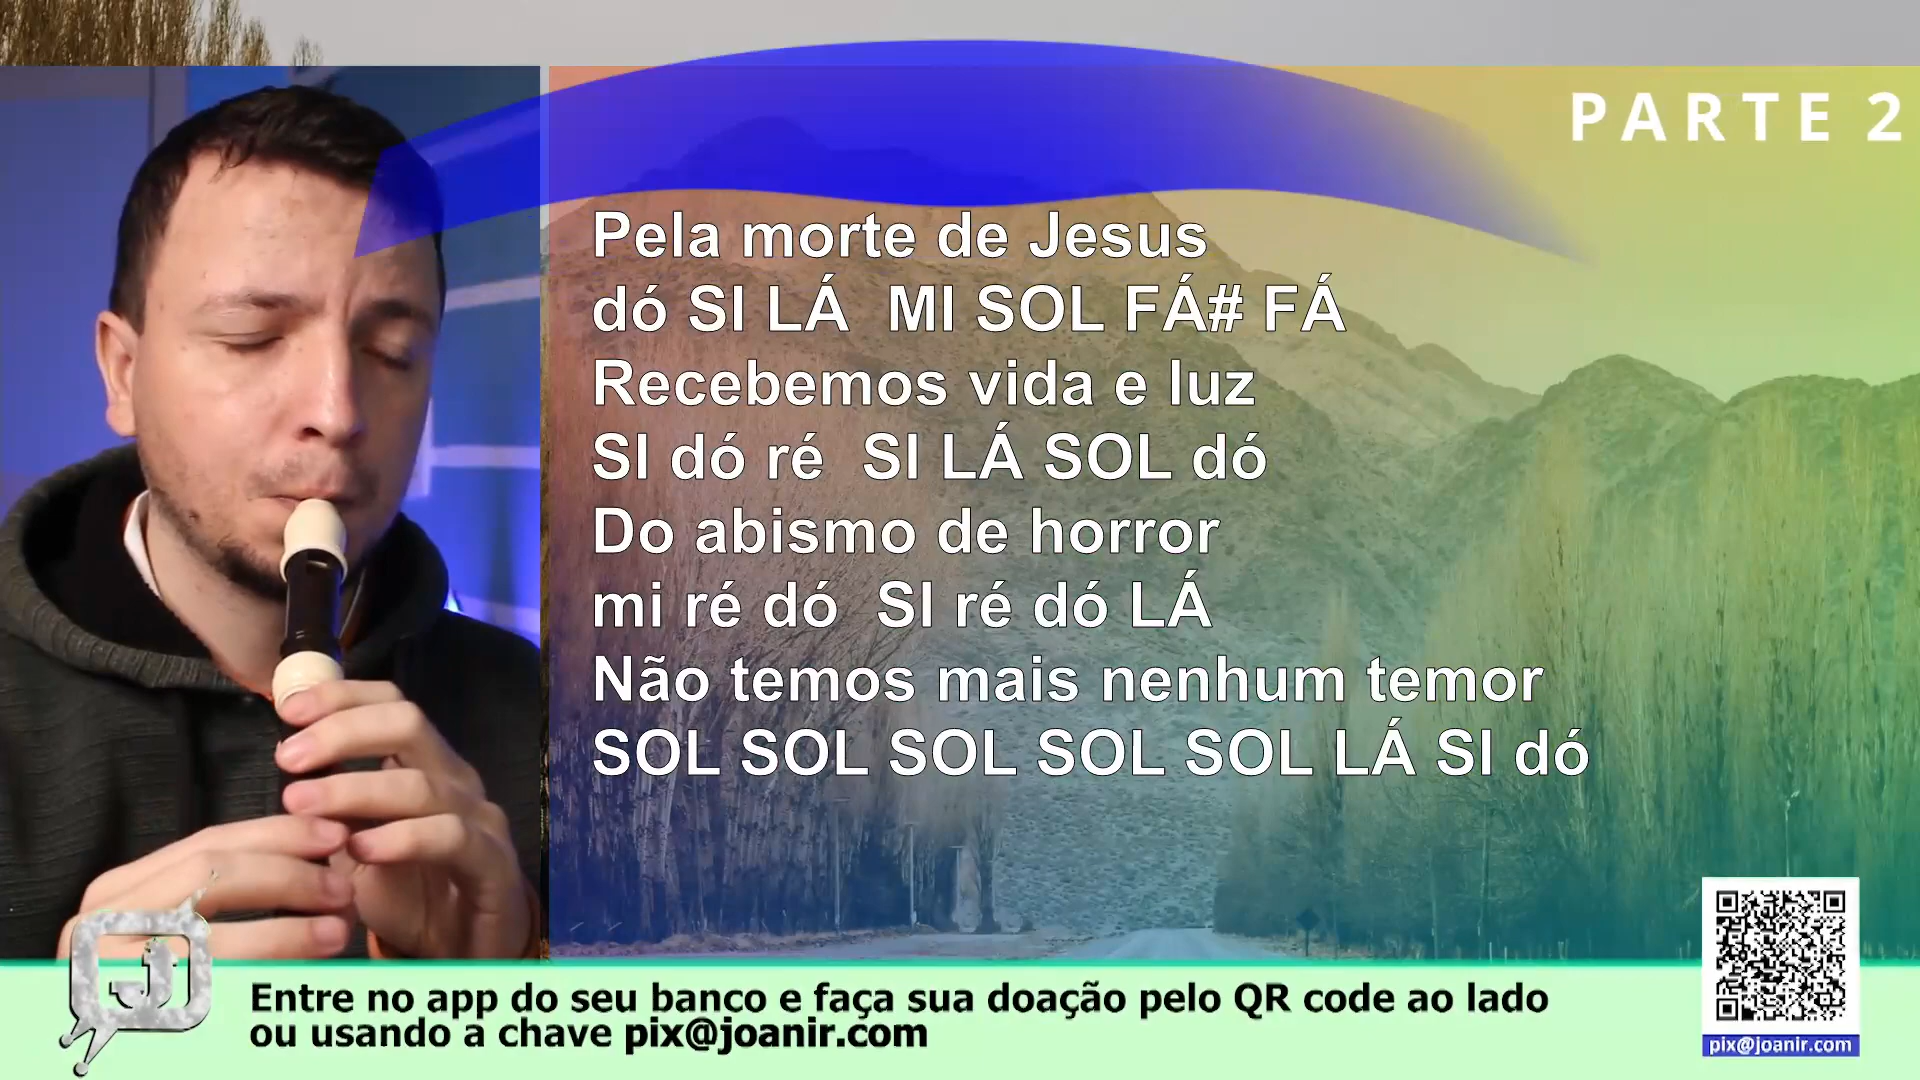 PARTE 2
Pela morte de Jesus
dó SI LÁ  MI SOL FÁ# FÁ
Recebemos vida e luz
SI dó ré  SI LÁ SOL dó
Do abismo de horror
mi ré dó  SI ré dó LÁ
Não temos mais nenhum temor
SOL SOL SOL SOL SOL LÁ SI dó
Entre no app do seu banco e faça sua doação pelo QR code ao lado
ou usando a chave pix@joanir.com
pix@joanir.com